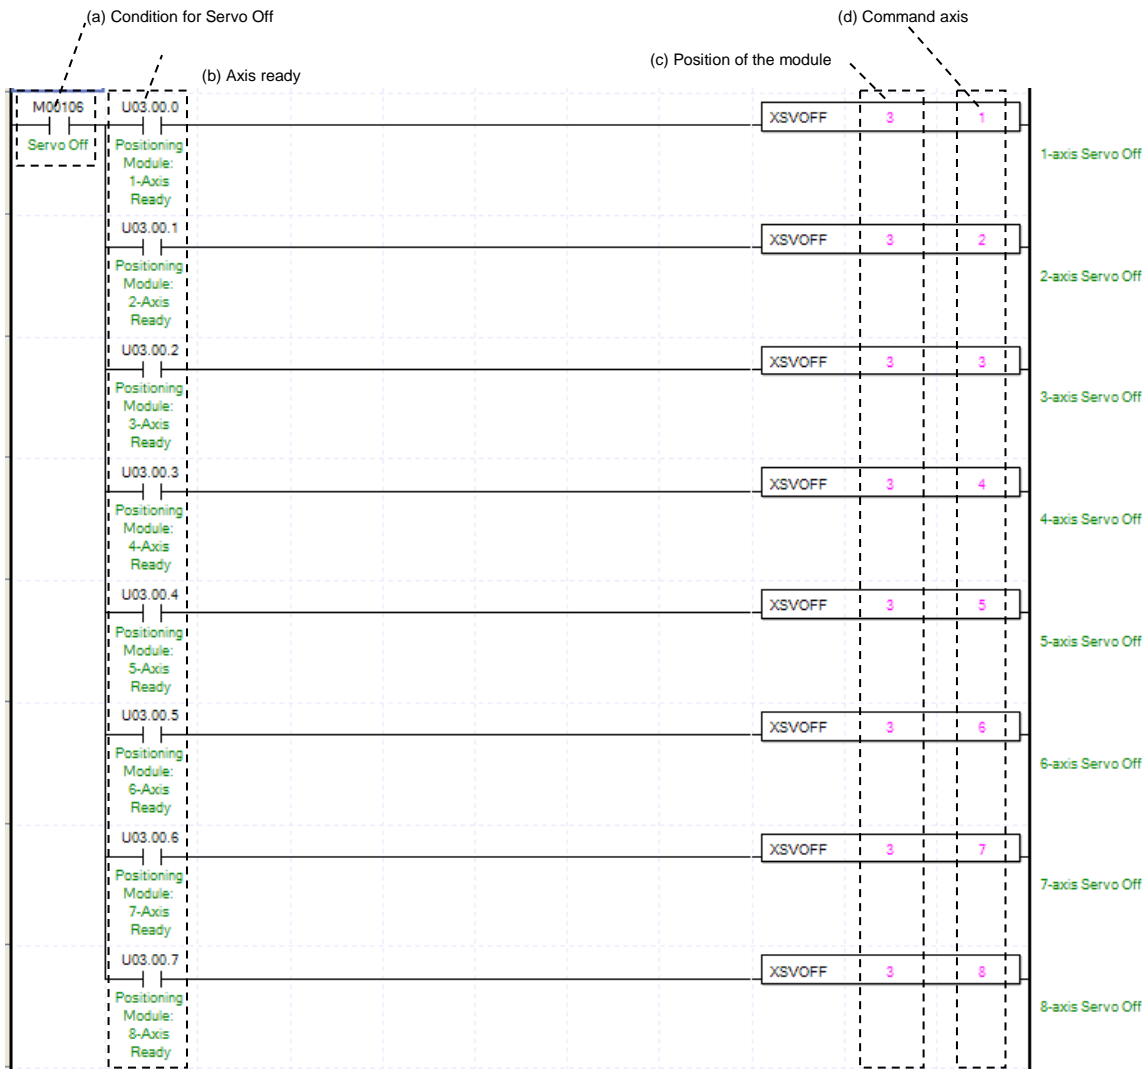 (a) Condition for Servo Off
(d) Command axis
(b) Axis ready
(c) Position of the module
M00106
U03.00.0
XSVOFF 3 1
Servo Off
Positioning
Module:
1-Axis
Ready
1-axis Servo Off
U03.00.1
XSVOFF 3 2
Positioning
Module:
2-Axis
Ready
2-axis Servo Off
U03.00.2
XSVOFF 3 3
Positioning
Module:
3-Axis
Ready
3-axis Servo Off
U03.00.3
XSVOFF 3 4
Positioning
Module:
4-Axis
Ready
4-axis Servo Off
U03.00.4
XSVOFF 3 5
Positioning
Module:
5-Axis
Ready
5-axis Servo Off
U03.00.5
XSVOFF 3 6
Positioning
Module:
6-Axis
Ready
6-axis Servo Off
U03.00.6
XSVOFF 3 7
Positioning
Module:
7-Axis
Ready
7-axis Servo Off
U03.00.7
XSVOFF 3 8
Positioning
Module:
8-Axis
Ready
8-axis Servo Off